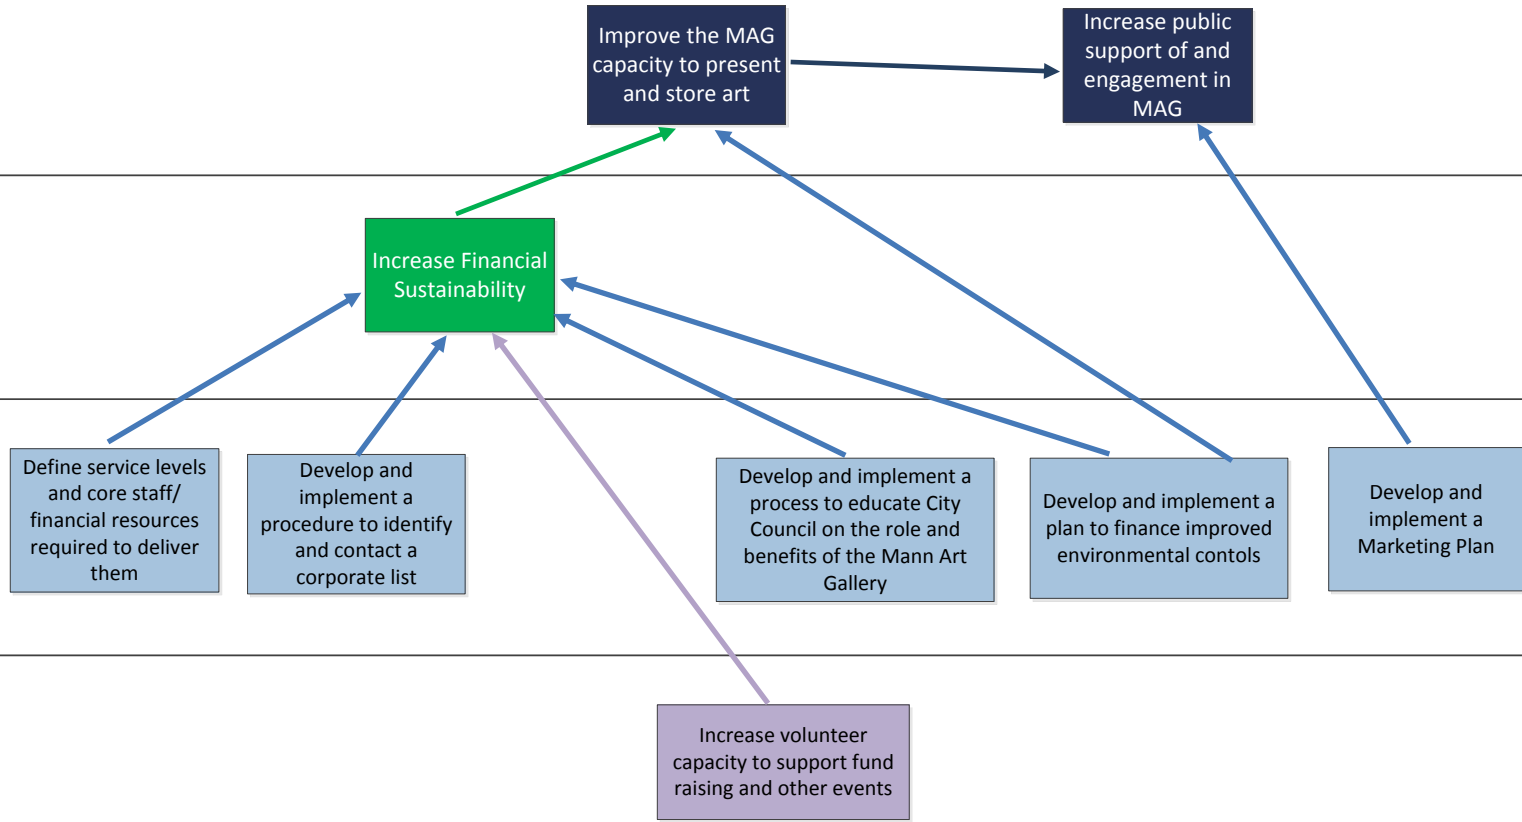 Improve the MAG
capacity to present
and store art
Increase public
support of and
engagement in
MAG
Increase Financial
Sustainability
Define service levels
and core staff/
financial resources
required to deliver
them
Develop and
implement a
procedure to identify
and contact a
corporate list
Develop and implement a
process to educate City
Council on the role and
benefits of the Mann Art
Gallery
Develop and implement a
plan to finance improved
environmental contols
Develop and
implement a
Marketing Plan
Increase volunteer
capacity to support fund
raising and other events